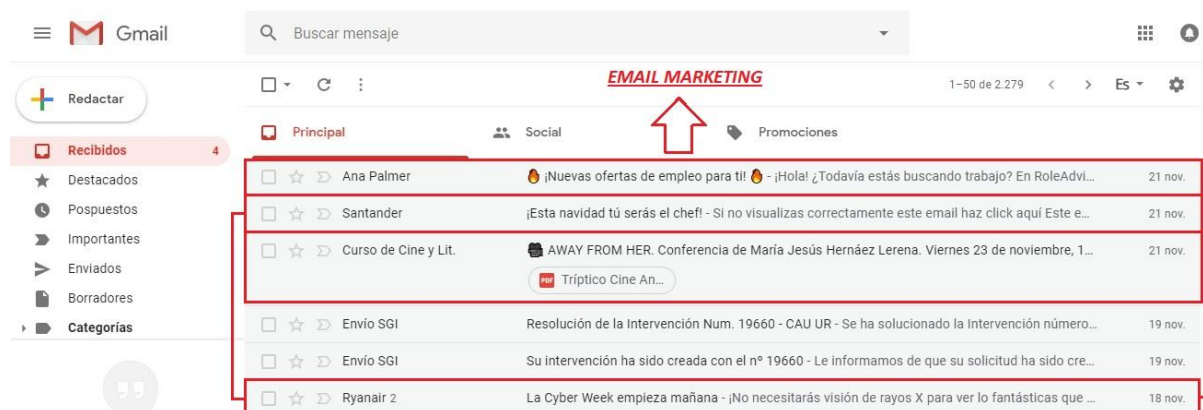 Gmail
Buscar mensaje
EMAIL MARKETING
1–50 de 2.279
Es
Redactar
Principal
Social
Promociones
Recibidos 4
Destacados
Pospuestos
Importantes
Enviados
Borradores
Categorías
Ana Palmer 🔥 ¡Nuevas ofertas de empleo para ti! 🔥 - ¡Hola! ¿Todavía estás buscando trabajo? En RoleAdvi... 21 nov.
Santander ¡Esta navidad tú serás el chef! - Si no visualizas correctamente este email haz click aquí Este e... 21 nov.
Curso de Cine y Lit. 🎥 AWAY FROM HER. Conferencia de María Jesús Hernáez Lerena. Viernes 23 de noviembre, 1... 21 nov.
PDF Tríptico Cine An...
Envío SGI Resolución de la Intervención Num. 19660 - CAU UR - Se ha solucionado la Intervención número... 19 nov.
Envío SGI Su intervención ha sido creada con el nº 19660 - Le informamos de que su solicitud ha sido cre... 19 nov.
Ryanair 2 La Cyber Week empieza mañana - ¡No necesitarás visión de rayos X para ver lo fantásticas que ... 18 nov.